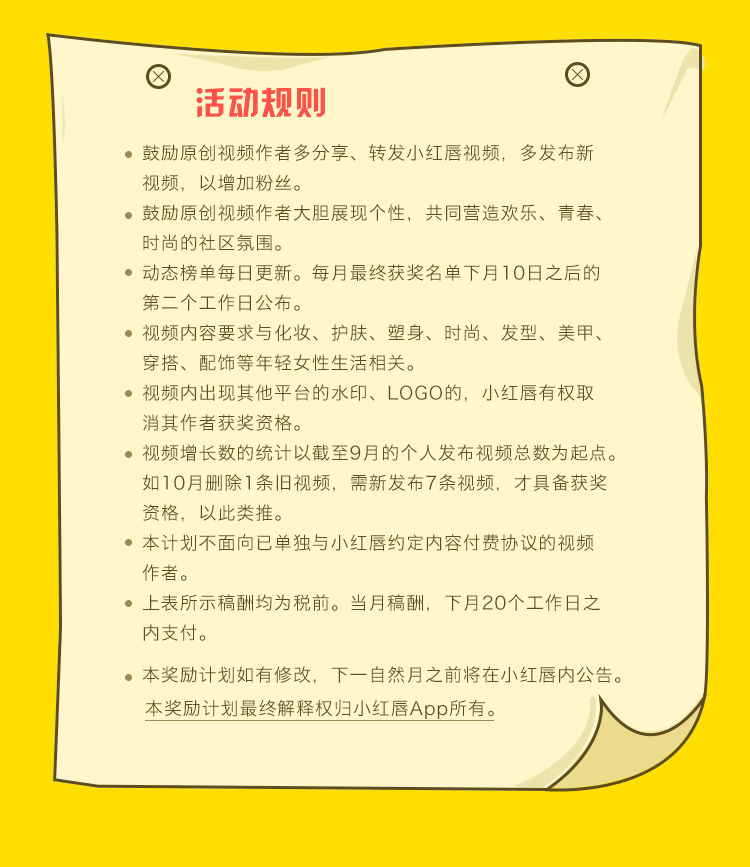 活动规则
鼓励原创视频作者多分享、转发小红唇视频，多发布新
视频，以增加粉丝。
鼓励原创视频作者大胆展现个性，共同营造欢乐、青春、
时尚的社区氛围。
动态榜单每日更新。每月最终获奖名单下月10日之后的
第二个工作日公布。
视频内容要求与化妆、护肤、塑身、时尚、发型、美甲、
穿搭、配饰等年轻女性生活相关。
视频内出现其他平台的水印、LOGO的，小红唇有权取
消其作者获奖资格。
视频增长数的统计以截至9月的个人发布视频总数为起点。
如10月删除1条旧视频，需新发布7条视频，才具备获奖
资格，以此类推。
本计划不面向已单独与小红唇约定内容付费协议的视频
作者。
上表所示稿酬均为税前。当月稿酬，下月20个工作日之
内支付。
本奖励计划如有修改，下一自然月之前将在小红唇内公告。
本奖励计划最终解释权归小红唇App所有。